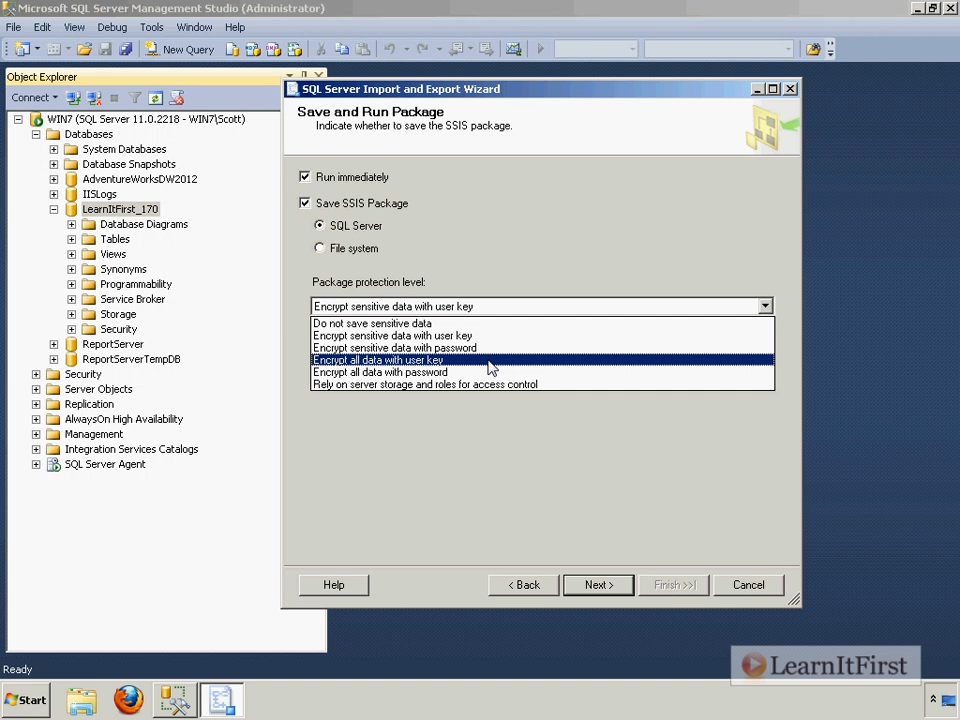 Microsoft SQL Server Management Studio (Administrator)
File Edit View Debug Tools Window Help
New Query
Object Explorer
Connect
WIN7 (SQL Server 11.0.2218 - WIN7\Scott)
Databases
System Databases
Database Snapshots
AdventureWorksDW2012
IISLogs
LearnItFirst_170
Database Diagrams
Tables
Views
Synonyms
Programmability
Service Broker
Storage
Security
ReportServer
ReportServerTempDB
Security
Server Objects
Replication
AlwaysOn High Availability
Management
Integration Services Catalogs
SQL Server Agent
SQL Server Import and Export Wizard
Save and Run Package
Indicate whether to save the SSIS package.
Run immediately
Save SSIS Package
SQL Server
File system
Package protection level:
Encrypt sensitive data with user key
Do not save sensitive data
Encrypt sensitive data with user key
Encrypt sensitive data with password
Encrypt all data with user key
Encrypt all data with password
Rely on server storage and roles for access control
Help < Back Next > Finish >>| Cancel
Ready
LearnItFirst
Start